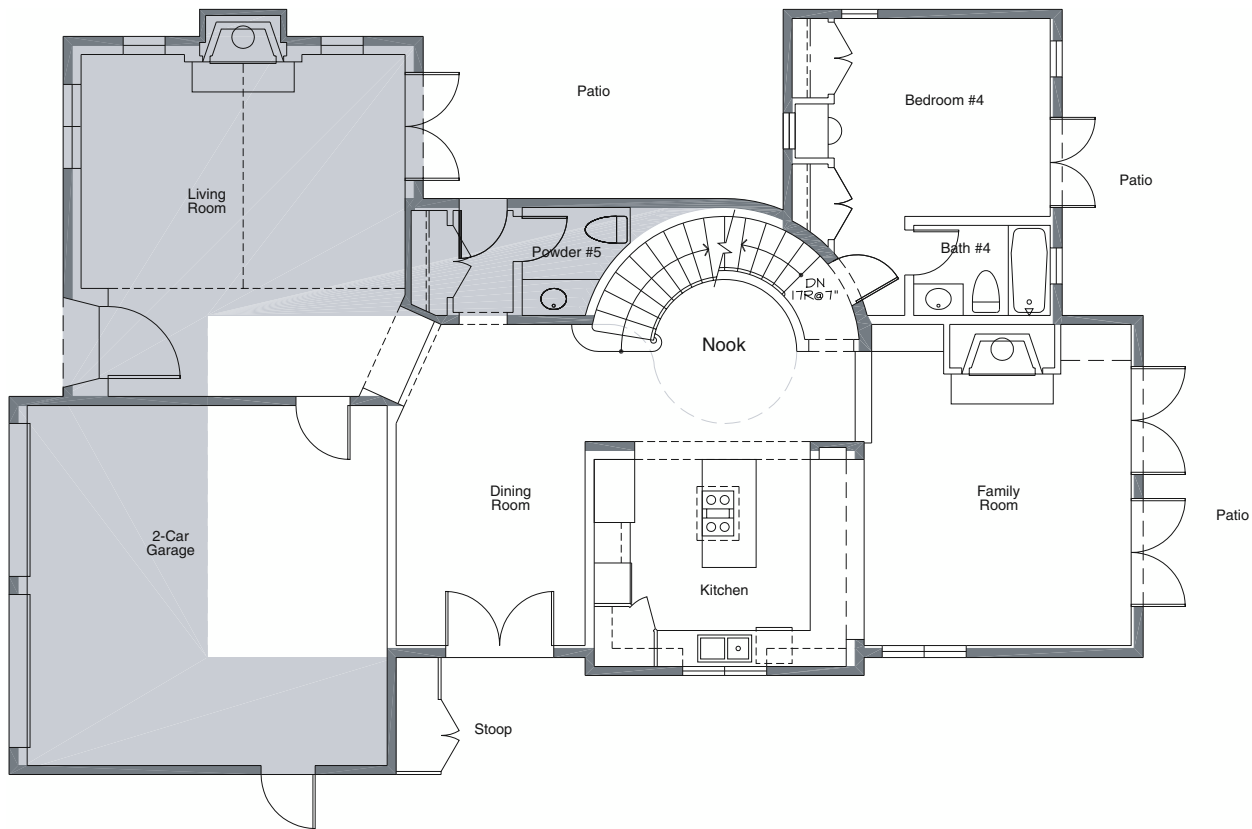 Patio
Bedroom #4
Patio
Living
Room
Powder #5
Bath #4
DN
17R@7"
Nook
Dining
Room
Family
Room
Patio
2-Car
Garage
Kitchen
Stoop